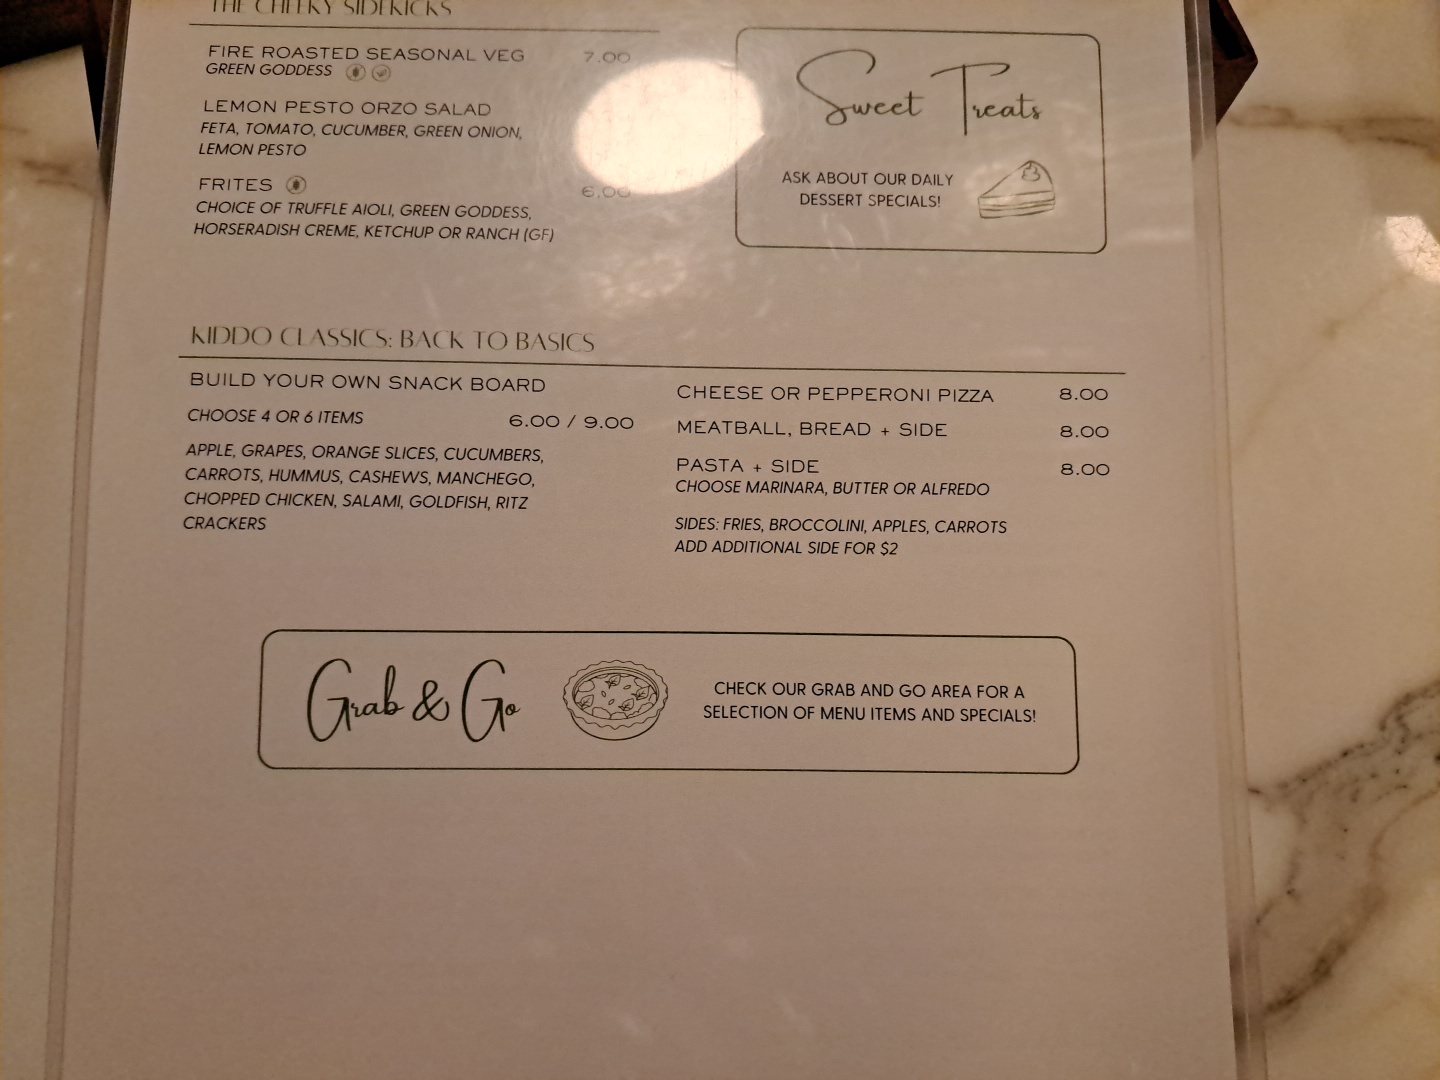 THE CHEEKY SIDEKICKS
FIRE ROASTED SEASONAL VEG 7.00
GREEN GODDESS
LEMON PESTO ORZO SALAD
FETA, TOMATO, CUCUMBER, GREEN ONION,
LEMON PESTO
FRITES 6.00
CHOICE OF TRUFFLE AIOLI, GREEN GODDESS,
HORSERADISH CREME, KETCHUP OR RANCH (GF)
Sweet Treats
ASK ABOUT OUR DAILY
DESSERT SPECIALS!
KIDDO CLASSICS: BACK TO BASICS
BUILD YOUR OWN SNACK BOARD
CHOOSE 4 OR 6 ITEMS 6.00 / 9.00
APPLE, GRAPES, ORANGE SLICES, CUCUMBERS,
CARROTS, HUMMUS, CASHEWS, MANCHEGO,
CHOPPED CHICKEN, SALAMI, GOLDFISH, RITZ
CRACKERS
CHEESE OR PEPPERONI PIZZA 8.00
MEATBALL, BREAD + SIDE 8.00
PASTA + SIDE 8.00
CHOOSE MARINARA, BUTTER OR ALFREDO
SIDES: FRIES, BROCCOLINI, APPLES, CARROTS
ADD ADDITIONAL SIDE FOR $2
Grab & Go
CHECK OUR GRAB AND GO AREA FOR A
SELECTION OF MENU ITEMS AND SPECIALS!